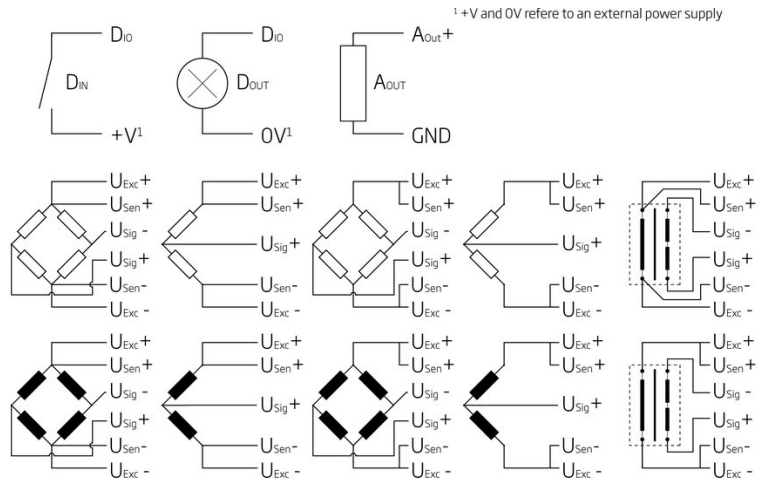 ¹ +V and 0V refere to an external power supply
DIO DIO AOut+
DIN DOUT AOUT
+V¹ 0V¹ GND
UExc+ UExc+ UExc+ UExc+ UExc+
USen+ USen+ USen+ USen+ USen+
USig - USig - USig -
USig+ USig+
USig+ USig+ USig+
USen- USen- USen- USen- USen-
UExc - UExc - UExc - UExc - UExc -
UExc+ UExc+ UExc+ UExc+ UExc+
USen+ USen+ USen+ USen+ USen+
USig - USig - USig -
USig+ USig+
USig+ USig+ USig+
USen- USen- USen- USen- USen-
UExc - UExc - UExc - UExc - UExc -